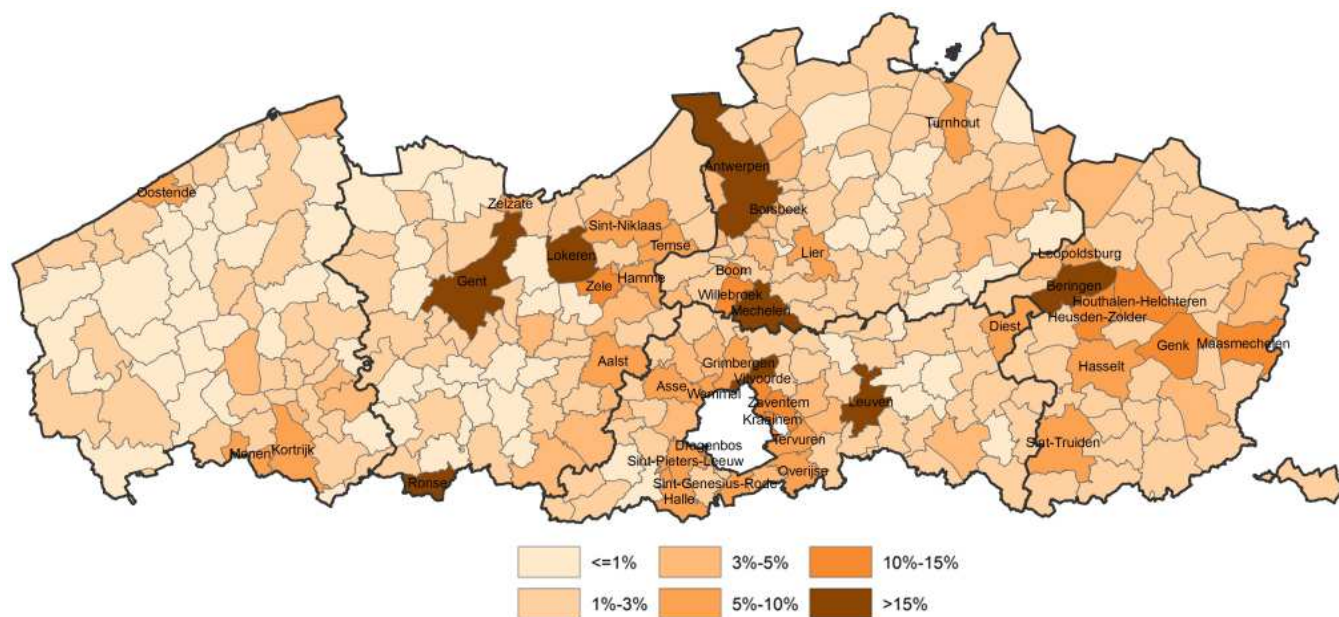 Turnhout
Antwerpen
Oostende
Zelzate
Borsbeek
Sint-Niklaas
Temse
Lier
Lokeren
Leopoldsburg
Gent
Boom
Hamme
Zele
Beringen
Willebroek
Houthalen-Helchteren
Mechelen
Heusden-Zolder
Diest
Maasmechelen
Genk
Aalst
Grimbergen
Hasselt
Vilvoorde
Asse
Wemmel
Zaventem
Leuven
Kraainem
Tervuren
Sint-Truiden
Drogenbos
Menen
Kortrijk
Sint-Pieters-Leeuw
Overijse
Ronse
Sint-Genesius-Rode
Halle
<=1% 3%-5% 10%-15%
1%-3% 5%-10% >15%